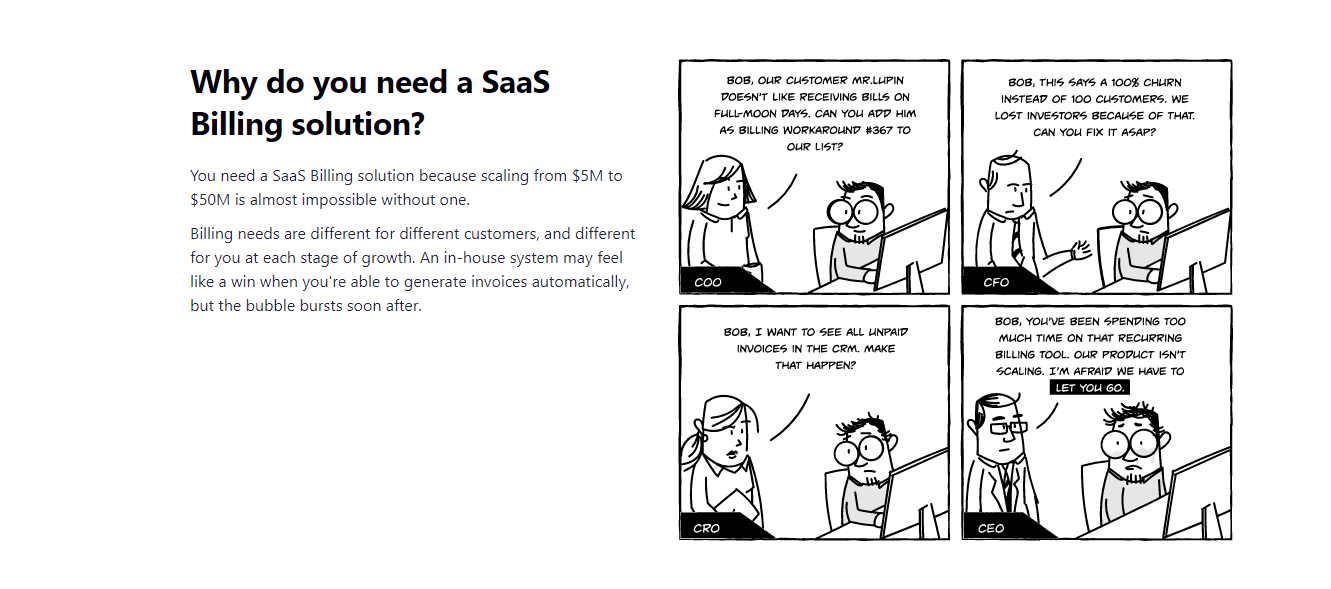 Why do you need a SaaS
Billing solution?
You need a SaaS Billing solution because scaling from $5M to
$50M is almost impossible without one.
Billing needs are different for different customers, and different
for you at each stage of growth. An in-house system may feel
like a win when you're able to generate invoices automatically,
but the bubble bursts soon after.
BOB, OUR CUSTOMER MR.LUPIN
DOESN'T LIKE RECEIVING BILLS ON
FULL-MOON DAYS. CAN YOU ADD HIM
AS BILLING WORKAROUND #367 TO
OUR LIST?
COO
BOB, THIS SAYS A 100% CHURN
INSTEAD OF 100 CUSTOMERS. WE
LOST INVESTORS BECAUSE OF THAT.
CAN YOU FIX IT ASAP?
CFO
BOB, I WANT TO SEE ALL UNPAID
INVOICES IN THE CRM. MAKE
THAT HAPPEN?
CRO
BOB, YOU'VE BEEN SPENDING TOO
MUCH TIME ON THAT RECURRING
BILLING TOOL. OUR PRODUCT ISN'T
SCALING. I'M AFRAID WE HAVE TO
LET YOU GO.
CEO